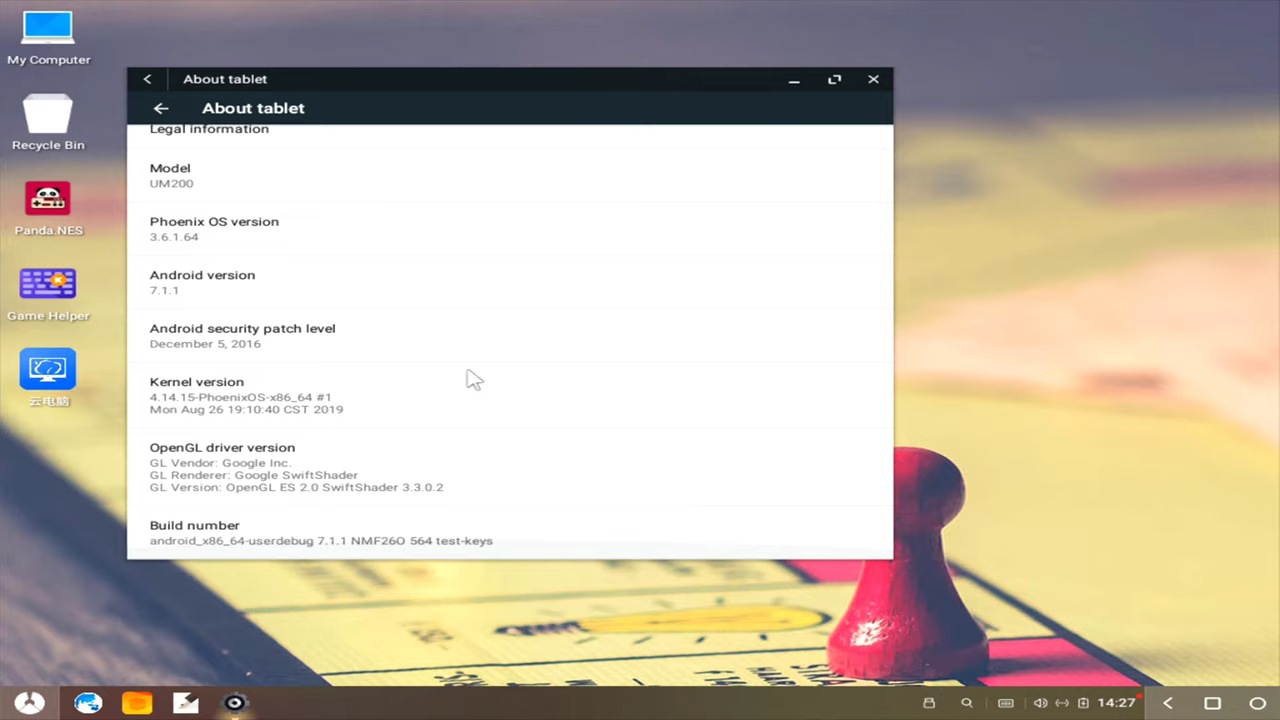 My Computer
Recycle Bin
Panda.NES
Game Helper
云电脑
About tablet
About tablet
Legal information
Model
UM200
Phoenix OS version
3.6.1.64
Android version
7.1.1
Android security patch level
December 5, 2016
Kernel version
4.14.15-PhoenixOS-x86_64 #1
Mon Aug 26 19:10:40 CST 2019
OpenGL driver version
GL Vendor: Google Inc.
GL Renderer: Google SwiftShader
GL Version: OpenGL ES 2.0 SwiftShader 3.3.0.2
Build number
android_x86_64-userdebug 7.1.1 NMF26O 564 test-keys
14:27